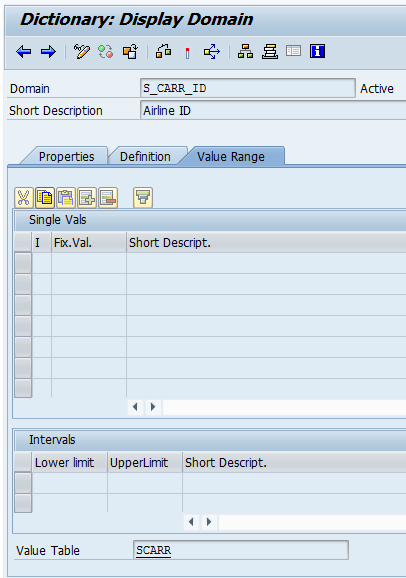 Dictionary: Display Domain
Domain S_CARR_ID Active
Short Description Airline ID
Properties Definition Value Range
Single Vals
I Fix.Val. Short Descript.
Intervals
Lower limit UpperLimit Short Descript.
Value Table SCARR